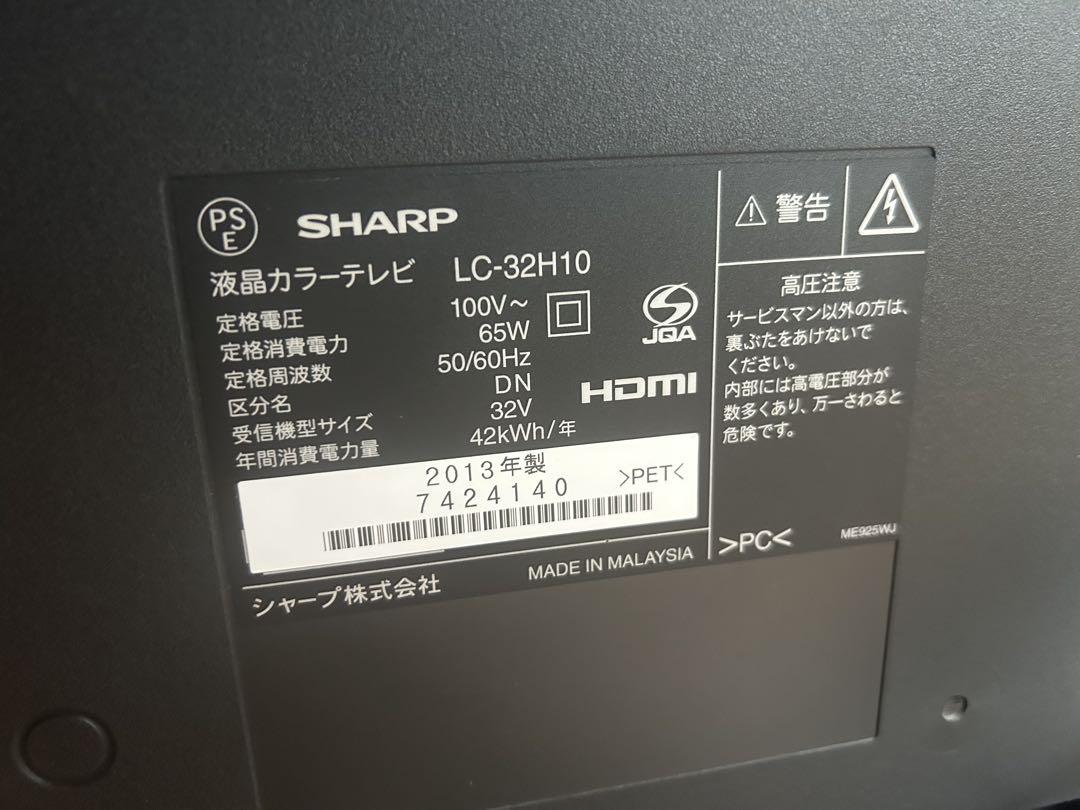 PS
E
SHARP
液晶カラーテレビ LC-32H10
定格電圧 100V～
定格消費電力 65W
定格周波数 50/60Hz
区分名 DN
受信機型サイズ 32V
年間消費電力量 42kWh/年
JQA
HDMI
2013年製
7424140
>PET<
シャープ株式会社
MADE IN MALAYSIA
警告
高圧注意
サービスマン以外の方は、
裏ぶたをあけないで
ください。
内部には高電圧部分が
数多くあり、万一さわると
危険です。
>PC<
ME925WJ